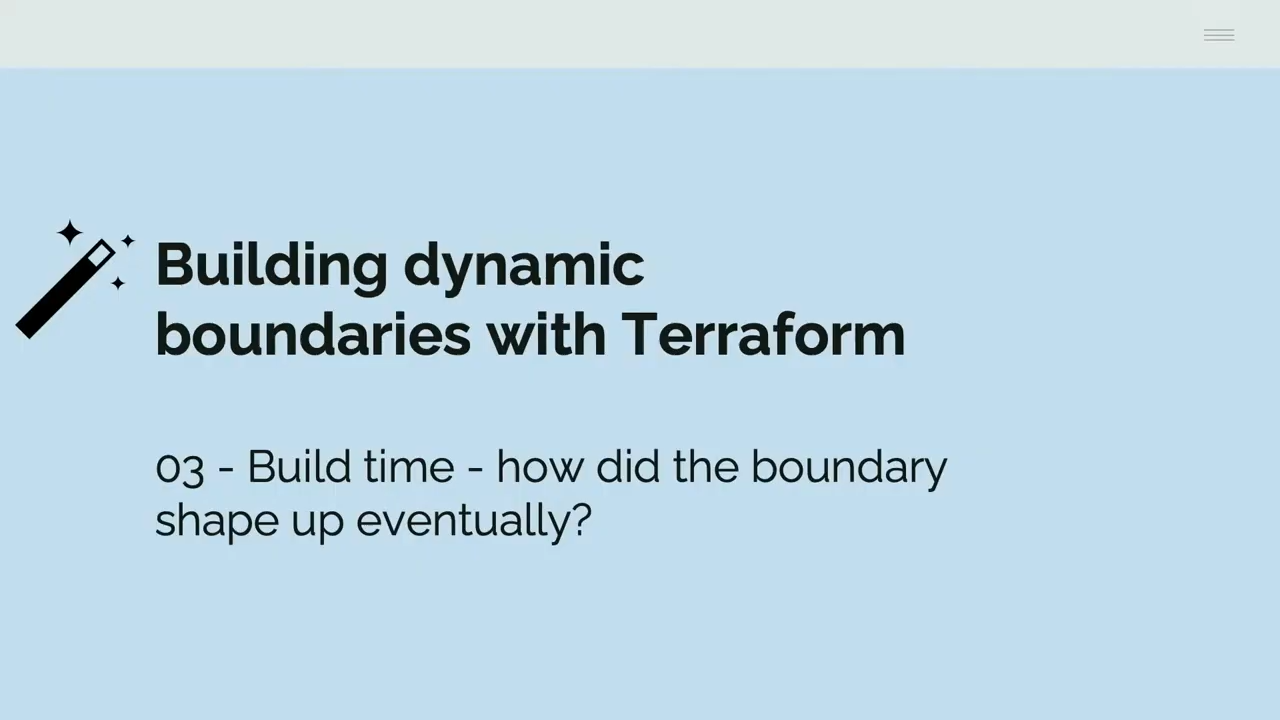 Building dynamic
boundaries with Terraform
03 - Build time - how did the boundary
shape up eventually?